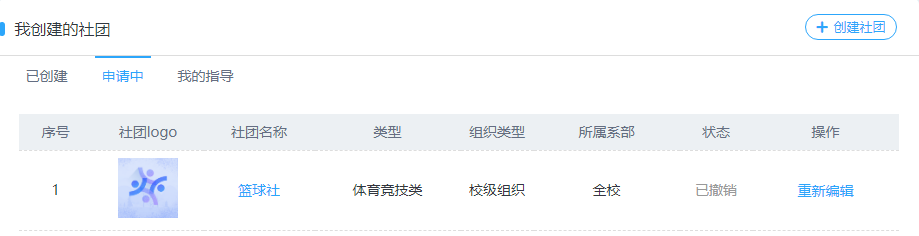 我创建的社团
+ 创建社团
已创建 申请中 我的指导
序号 社团logo 社团名称 类型 组织类型 所属系部 状态 操作
1 篮球社 体育竞技类 校级组织 全校 已撤销 重新编辑